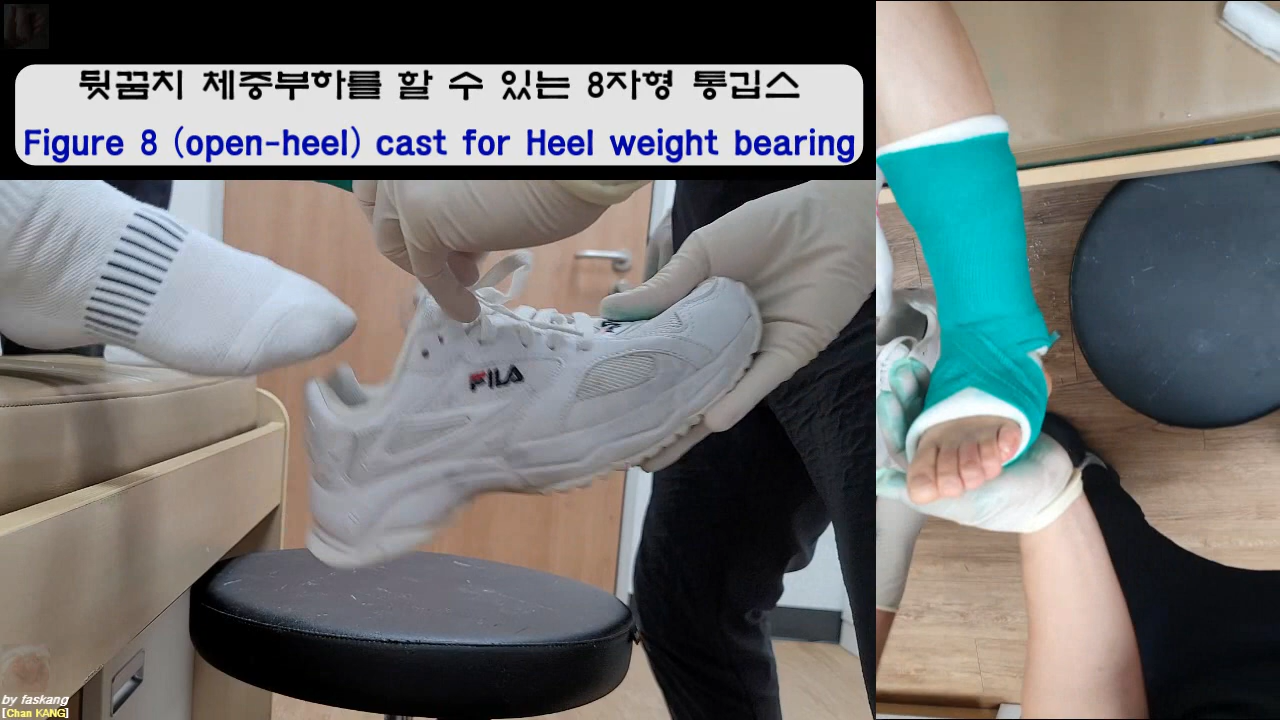 뒷꿈치 체중부하를 할 수 있는 8자형 통깁스
Figure 8 (open-heel) cast for Heel weight bearing
FILA
by faskang
[Chan KANG]